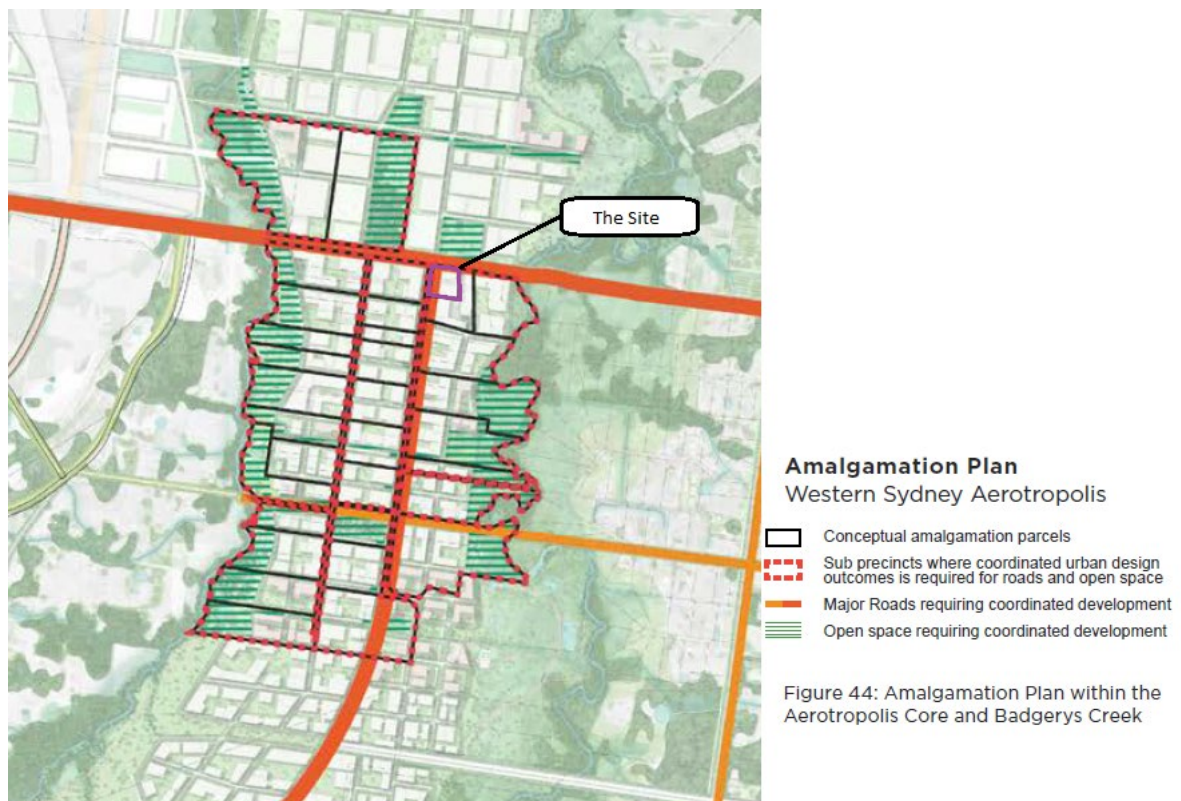 The Site
Amalgamation Plan
Western Sydney Aerotropolis
Conceptual amalgamation parcels
Sub precincts where coordinated urban design
outcomes is required for roads and open space
Major Roads requiring coordinated development
Open space requiring coordinated development
Figure 44: Amalgamation Plan within the
Aerotropolis Core and Badgerys Creek